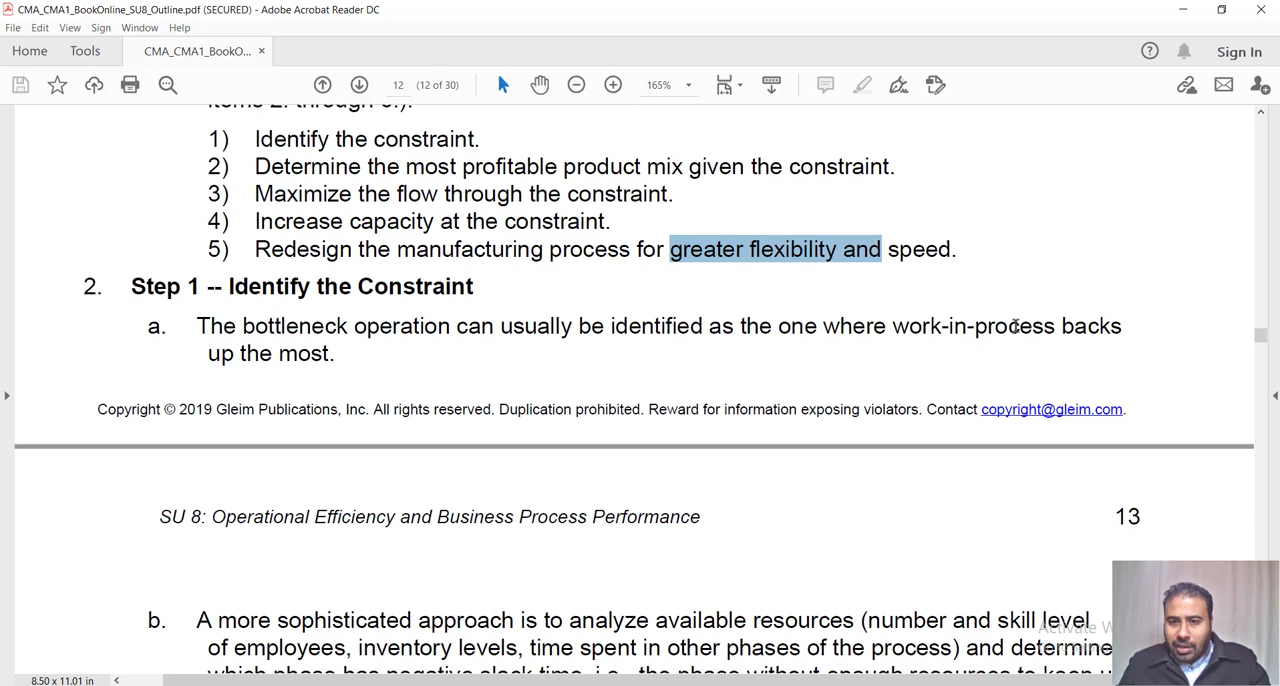 CMA_CMA1_BookOnline_SU8_Outline.pdf (SECURED) - Adobe Acrobat Reader DC
File Edit View Sign Window Help
Home Tools CMA_CMA1_BookO... × Sign In
12 (12 of 30) 165%
1) Identify the constraint.
2) Determine the most profitable product mix given the constraint.
3) Maximize the flow through the constraint.
4) Increase capacity at the constraint.
5) Redesign the manufacturing process for greater flexibility and speed.
2. Step 1 -- Identify the Constraint
a. The bottleneck operation can usually be identified as the one where work-in-process backs
up the most.
Copyright © 2019 Gleim Publications, Inc. All rights reserved. Duplication prohibited. Reward for information exposing violators. Contact copyright@gleim.com.
SU 8: Operational Efficiency and Business Process Performance 13
b. A more sophisticated approach is to analyze available resources (number and skill level
of employees, inventory levels, time spent in other phases of the process) and determine
8.50 x 11.01 in